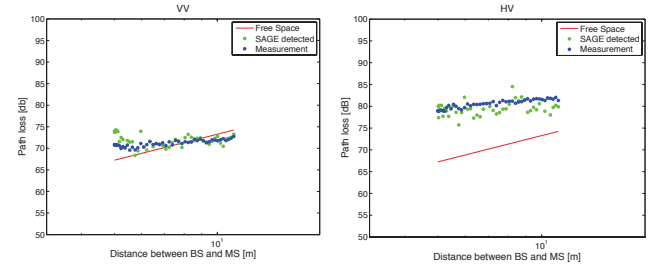 VV
Path loss [db]
100
95
90
85
80
75
70
65
60
55
50
Free Space
SAGE detected
Measurement
10¹
Distance between BS and MS [m]
HV
Path loss [dB]
100
95
90
85
80
75
70
65
60
55
50
Free Space
SAGE detected
Measurement
10¹
Distance between BS and MS [m]